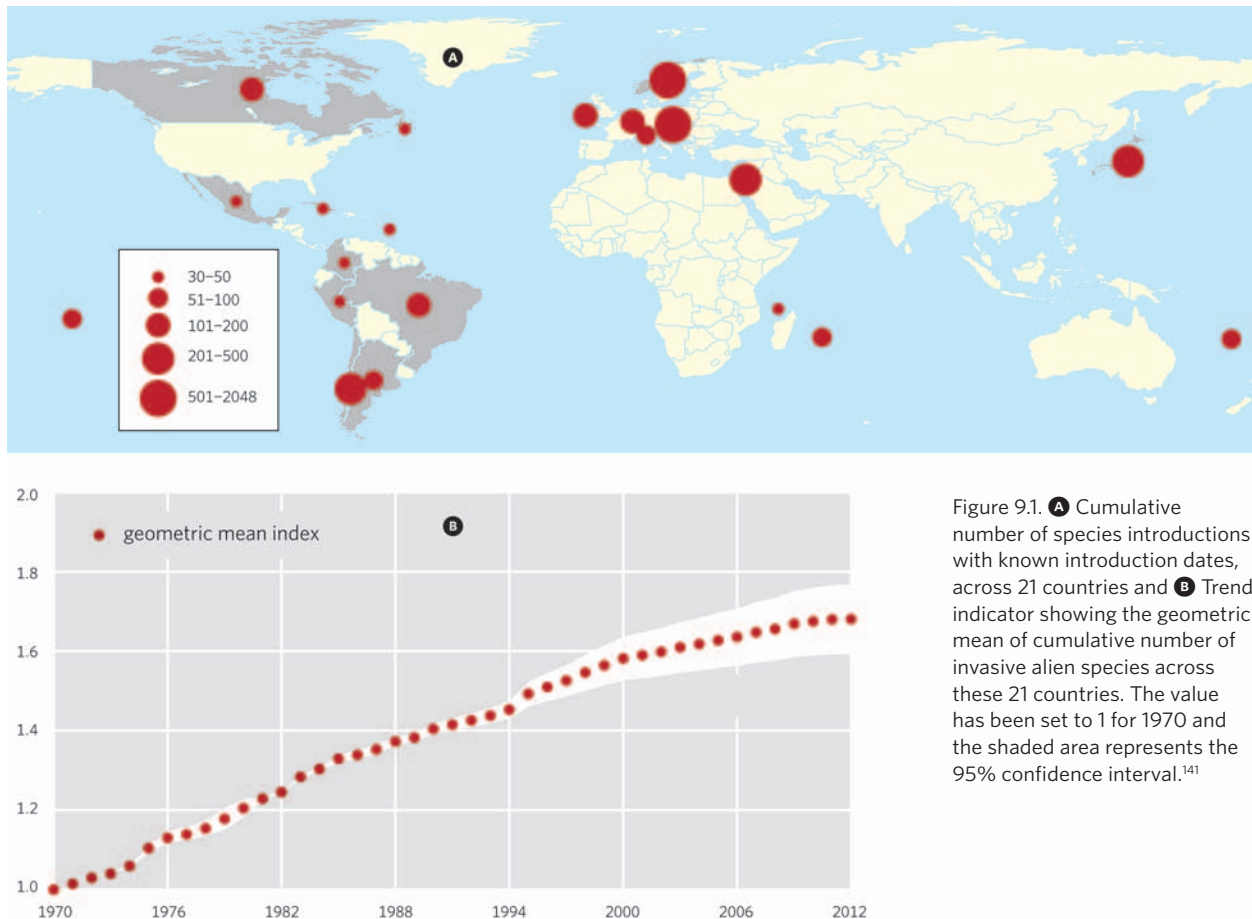 A
30–50
51–100
101–200
201–500
501–2048
2.0
1.8
1.6
1.4
1.2
1.0
geometric mean index
B
1970 1976 1982 1988 1994 2000 2006 2012
Figure 9.1. A Cumulative
number of species introductions
with known introduction dates,
across 21 countries and B Trend
indicator showing the geometric
mean of cumulative number of
invasive alien species across
these 21 countries. The value
has been set to 1 for 1970 and
the shaded area represents the
95% confidence interval.¹⁴¹